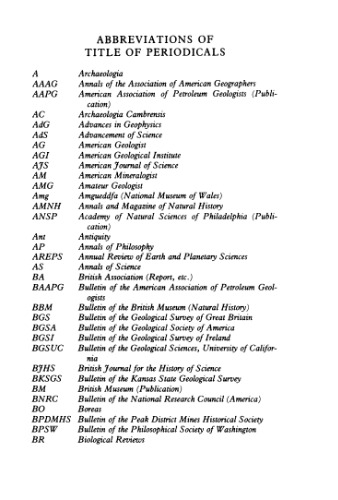 ABBREVIATIONS OF
TITLE OF PERIODICALS
A Archaeologia
AAAG Annals of the Association of American Geographers
AAPG American Association of Petroleum Geologists (Publi-
cation)
AC Archaeologia Cambrensis
AdG Advances in Geophysics
AdS Advancement of Science
AG American Geologist
AGI American Geological Institute
AJS American Journal of Science
AM American Mineralogist
AMG Amateur Geologist
Amg Amgueddfa (National Museum of Wales)
AMNH Annals and Magazine of Natural History
ANSP Academy of Natural Sciences of Philadelphia (Publi-
cation)
Ant Antiquity
AP Annals of Philosophy
AREPS Annual Review of Earth and Planetary Sciences
AS Annals of Science
BA British Association (Report, etc.)
BAAPG Bulletin of the American Association of Petroleum Geol-
ogists
BBM Bulletin of the British Museum (Natural History)
BGS Bulletin of the Geological Survey of Great Britain
BGSA Bulletin of the Geological Society of America
BGSI Bulletin of the Geological Survey of Ireland
BGSUC Bulletin of the Geological Sciences, University of Califor-
nia
BJHS British Journal for the History of Science
BKSGS Bulletin of the Kansas State Geological Survey
BM British Museum (Publication)
BNRC Bulletin of the National Research Council (America)
BO Boreas
BPDMHS Bulletin of the Peak District Mines Historical Society
BPSW Bulletin of the Philosophical Society of Washington
BR Biological Reviews